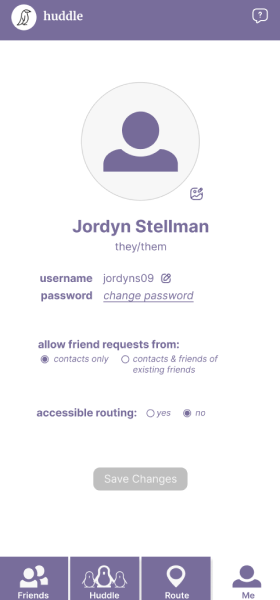 huddle
?
Jordyn Stellman
they/them
username jordyns09
password change password
allow friend requests from:
contacts only contacts & friends of
existing friends
accessible routing: yes no
Save Changes
Friends Huddle Route Me